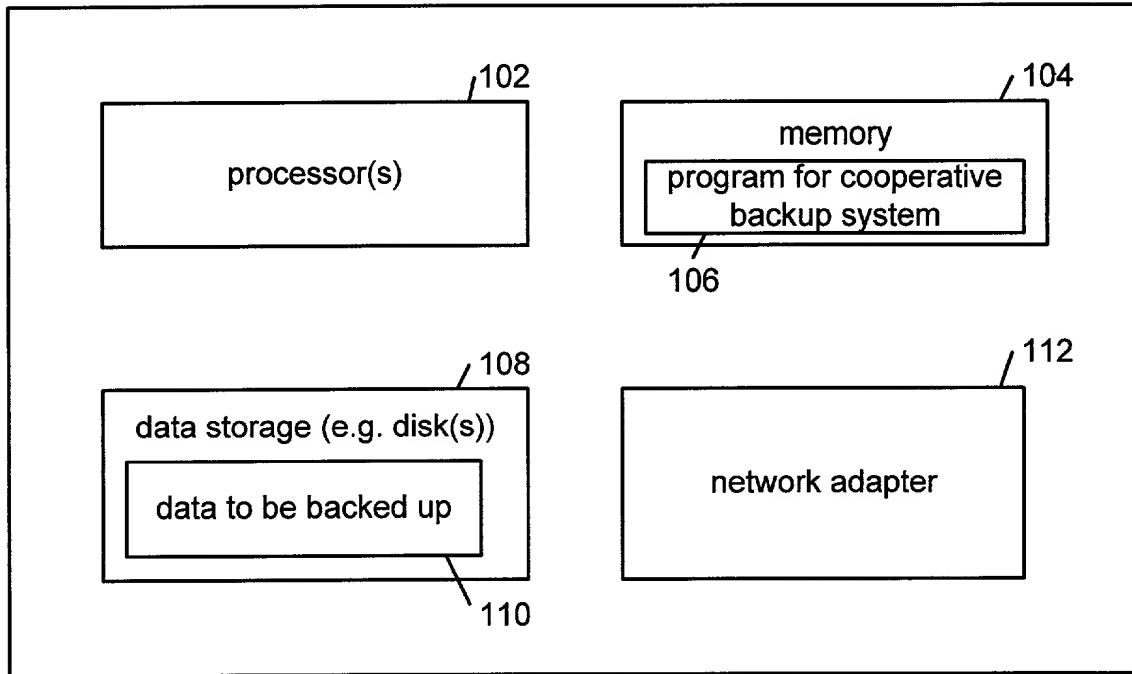 102
processor(s)
104
memory
program for cooperative
backup system
106
108
data storage (e.g. disk(s))
data to be backed up
110
112
network adapter